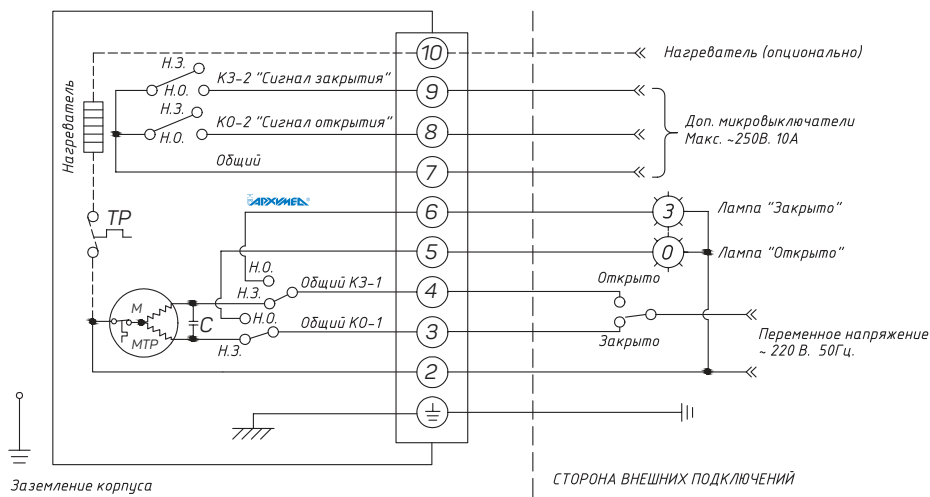 10
Нагреватель (опционально)
Н.З.
КЗ-2 "Сигнал закрытия"
Н.О.
9
Н.З.
КО-2 "Сигнал открытия"
Н.О.
8
Доп. микровыключатели
Макс. ~250В. 10А
Нагреватель
Общий
7
АРХИМЕД
6
З
Лампа "Закрыто"
ТР
5
О
Лампа "Открыто"
Н.О.
Открыто
Н.З.
Общий КЗ-1
4
М
С
Н.О.
Общий КО-1
3
МТР
Н.З.
Закрыто
Переменное напряжение
~ 220 В. 50Гц.
2
Заземление корпуса
СТОРОНА ВНЕШНИХ ПОДКЛЮЧЕНИЙ